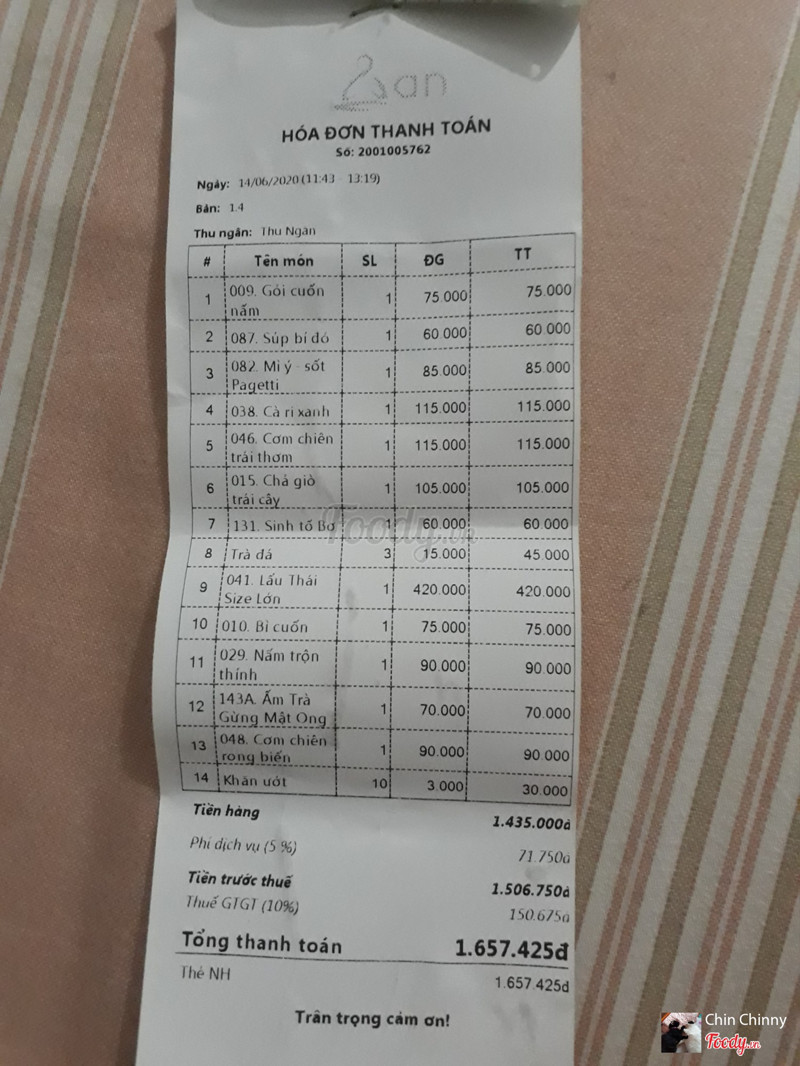 an
HÓA ĐƠN THANH TOÁN
Số: 2001005762
Ngày: 14/06/2020 (11:43 - 13:19)
Bàn: 1.4
Thu ngân: Thu Ngân
# Tên món SL ĐG TT
1 009. Gỏi cuốn nấm 1 75.000 75.000
2 087. Súp bí đỏ 1 60.000 60.000
3 082. Mì ý - sốt Pagetti 1 85.000 85.000
4 038. Cà ri xanh 1 115.000 115.000
5 046. Cơm chiên trái thơm 1 115.000 115.000
6 015. Chả giò trái cây 1 105.000 105.000
7 131. Sinh tố Bơ 1 60.000 60.000
8 Trà đá 3 15.000 45.000
9 041. Lẩu Thái Size Lớn 1 420.000 420.000
10 010. Bì cuốn 1 75.000 75.000
11 029. Nấm trộn thính 1 90.000 90.000
12 143A. Ấm Trà Gừng Mật Ong 1 70.000 70.000
13 048. Cơm chiên rong biển 1 90.000 90.000
14 Khăn ướt 10 3.000 30.000
Tiền hàng 1.435.000đ
Phí dịch vụ (5 %) 71.750đ
Tiền trước thuế 1.506.750đ
Thuế GTGT (10%) 150.675đ
Tổng thanh toán 1.657.425đ
Thẻ NH 1.657.425đ
Trân trọng cảm ơn!
Foody.vn
Chin Chinny
Foody.vn